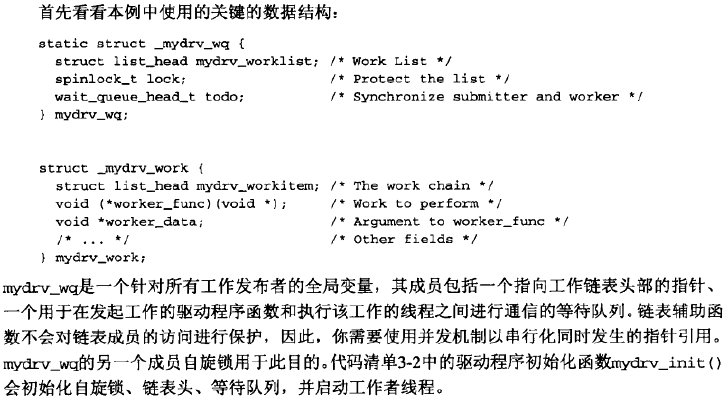 首先看看本例中使用的关键的数据结构：
static struct _mydrv_wq {
struct list_head mydrv_worklist; /* Work List */
spinlock_t lock; /* Protect the list */
wait_queue_head_t todo; /* Synchronize submitter and worker */
} mydrv_wq;
struct _mydrv_work {
struct list_head mydrv_workitem; /* The work chain */
void (*worker_func)(void *); /* Work to perform */
void *worker_data; /* Argument to worker_func */
/* ... */ /* Other fields */
} mydrv_work;
mydrv_wq是一个针对所有工作发布者的全局变量，其成员包括一个指向工作链表头部的指针、
一个用于在发起工作的驱动程序函数和执行该工作的线程之间进行通信的等待队列。链表辅助函
数不会对链表成员的访问进行保护，因此，你需要使用并发机制以串行化同时发生的指针引用。
mydrv_wq的另一个成员自旋锁用于此目的。代码清单3-2中的驱动程序初始化函数mydrv_init()
会初始化自旋锁、链表头、等待队列，并启动工作者线程。